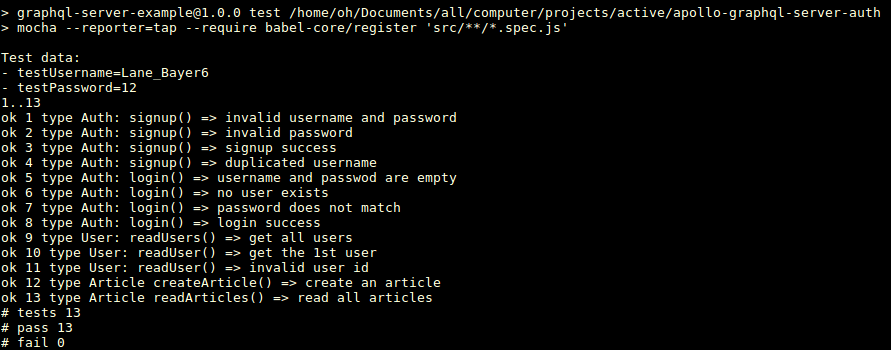 > graphql-server-example@1.0.0 test /home/oh/Documents/all/computer/projects/active/apollo-graphql-server-auth
> mocha --reporter=tap --require babel-core/register 'src/**/*.spec.js'
Test data:
- testUsername=Lane_Bayer6
- testPassword=12
1..13
ok 1 type Auth: signup() => invalid username and password
ok 2 type Auth: signup() => invalid password
ok 3 type Auth: signup() => signup success
ok 4 type Auth: signup() => duplicated username
ok 5 type Auth: login() => username and passwod are empty
ok 6 type Auth: login() => no user exists
ok 7 type Auth: login() => password does not match
ok 8 type Auth: login() => login success
ok 9 type User: readUsers() => get all users
ok 10 type User: readUser() => get the 1st user
ok 11 type User: readUser() => invalid user id
ok 12 type Article createArticle() => create an article
ok 13 type Article readArticles() => read all articles
# tests 13
# pass 13
# fail 0